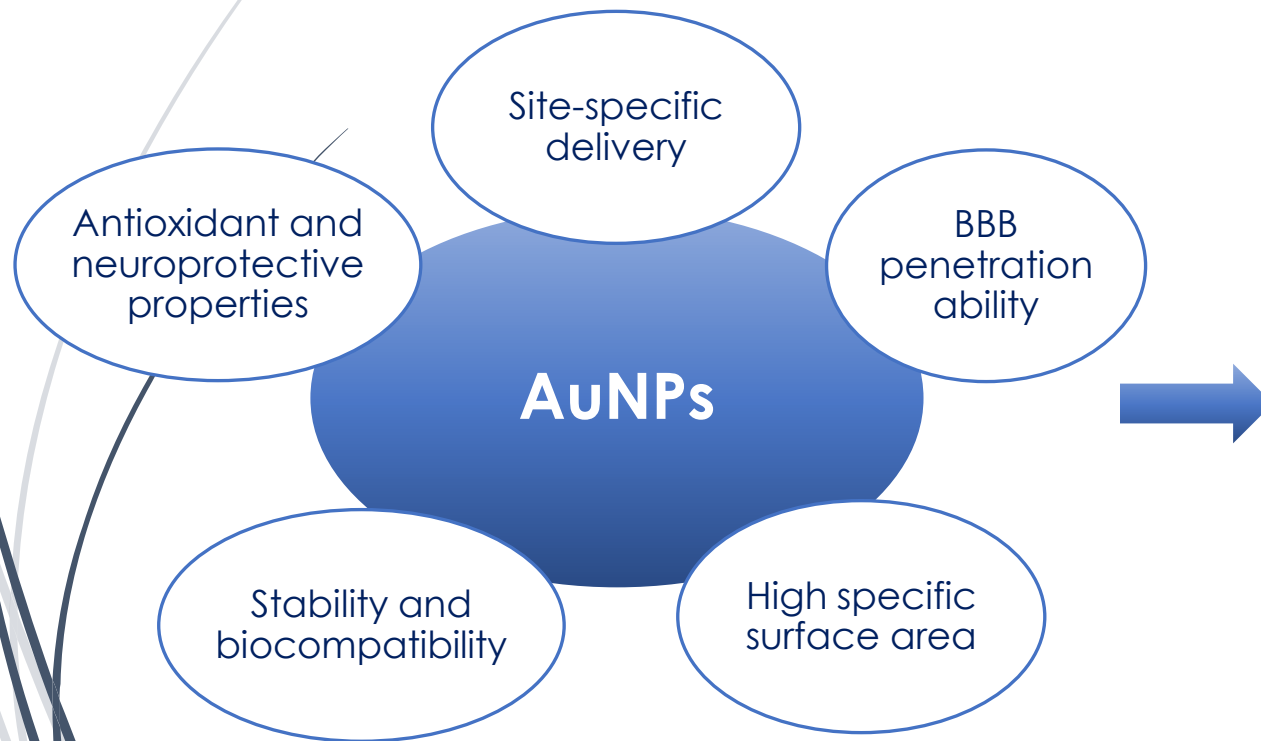 Site-specific
delivery
Antioxidant and
neuroprotective
properties
BBB
penetration
ability
AuNPs
Stability and
biocompatibility
High specific
surface area